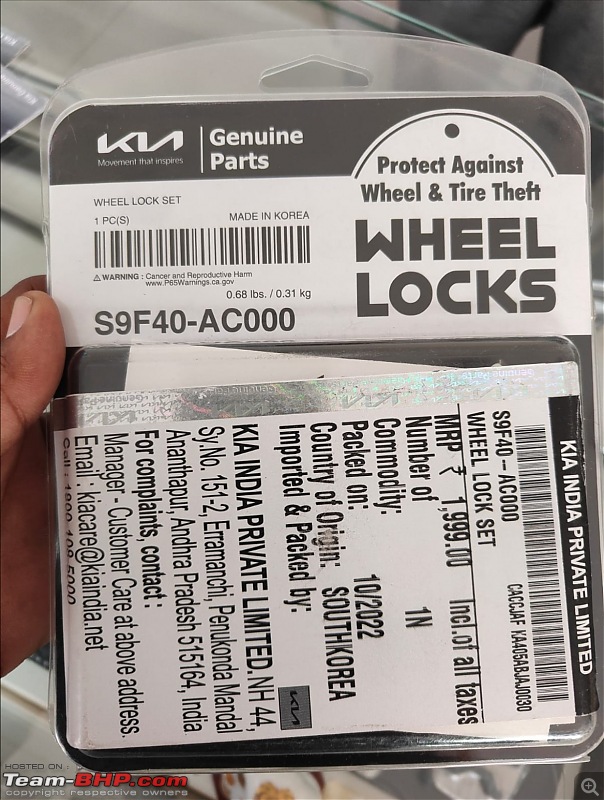 KIA
Movement that inspires
Genuine
Parts
Protect Against
Wheel & Tire Theft
WHEEL
LOCKS
WHEEL LOCK SET
1 PC(S)
MADE IN KOREA
WARNING : Cancer and Reproductive Harm
www.P65Warnings.ca.gov
0.68 lbs. / 0.31 kg
S9F40-AC000
KIA INDIA PRIVATE LIMITED
S9F40-AC000
WHEEL LOCK SET
MRP ₹ 1,999.00 Incl.of all taxes
Number of
Commodity: 1N
Packed on: 10/2022
Country of Origin: SOUTHKOREA
Imported & Packed by:
KIA INDIA PRIVATE LIMITED.NH 44,
Sy.No. 151-2, Erramanchi, Penukonda Mandal
Ananthapur, Andhra Pradesh 515164, India
For complaints, contact :
Manager - Customer Care at above address.
Email : kiacare@kiaindia.net
HOSTED ON :
Team-BHP.com
copyright respective owners